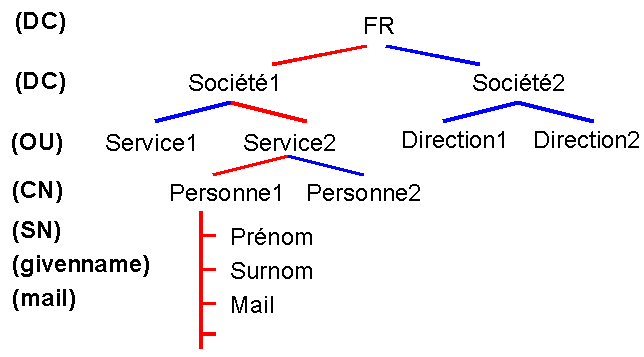 (DC) FR
(DC) Société1 Société2
(OU) Service1 Service2 Direction1 Direction2
(CN) Personne1 Personne2
(SN) Prénom
(givenname) Surnom
(mail) Mail